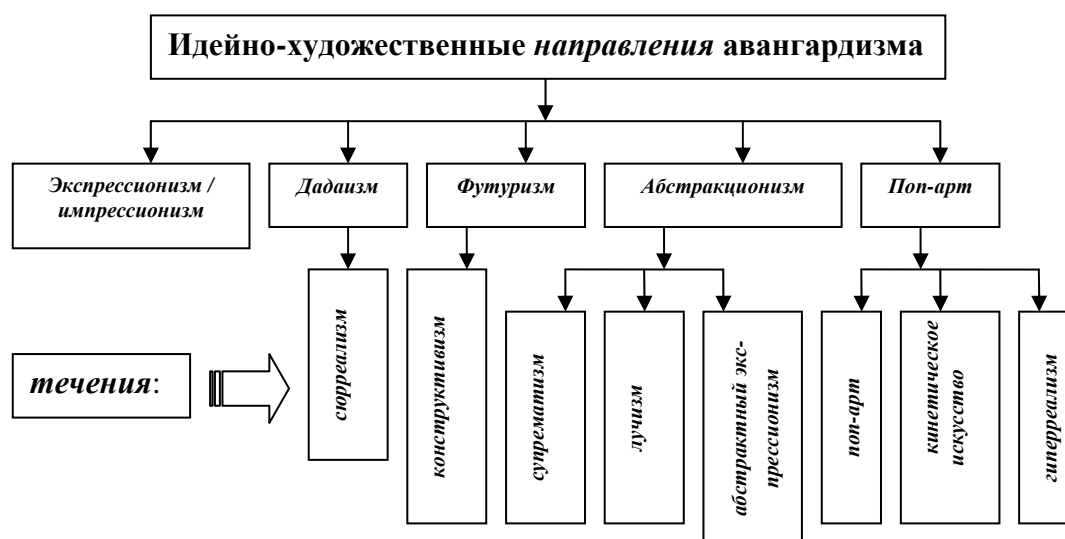 Идейно-художественные направления авангардизма
Экспрессионизм /
импрессионизм
Дадаизм
Футуризм
Абстракционизм
Поп-арт
течения:
сюрреализм
конструктивизм
супрематизм
лучизм
абстрактный экс-
прессионизм
поп-арт
кинетическое
искусство
гиперреализм